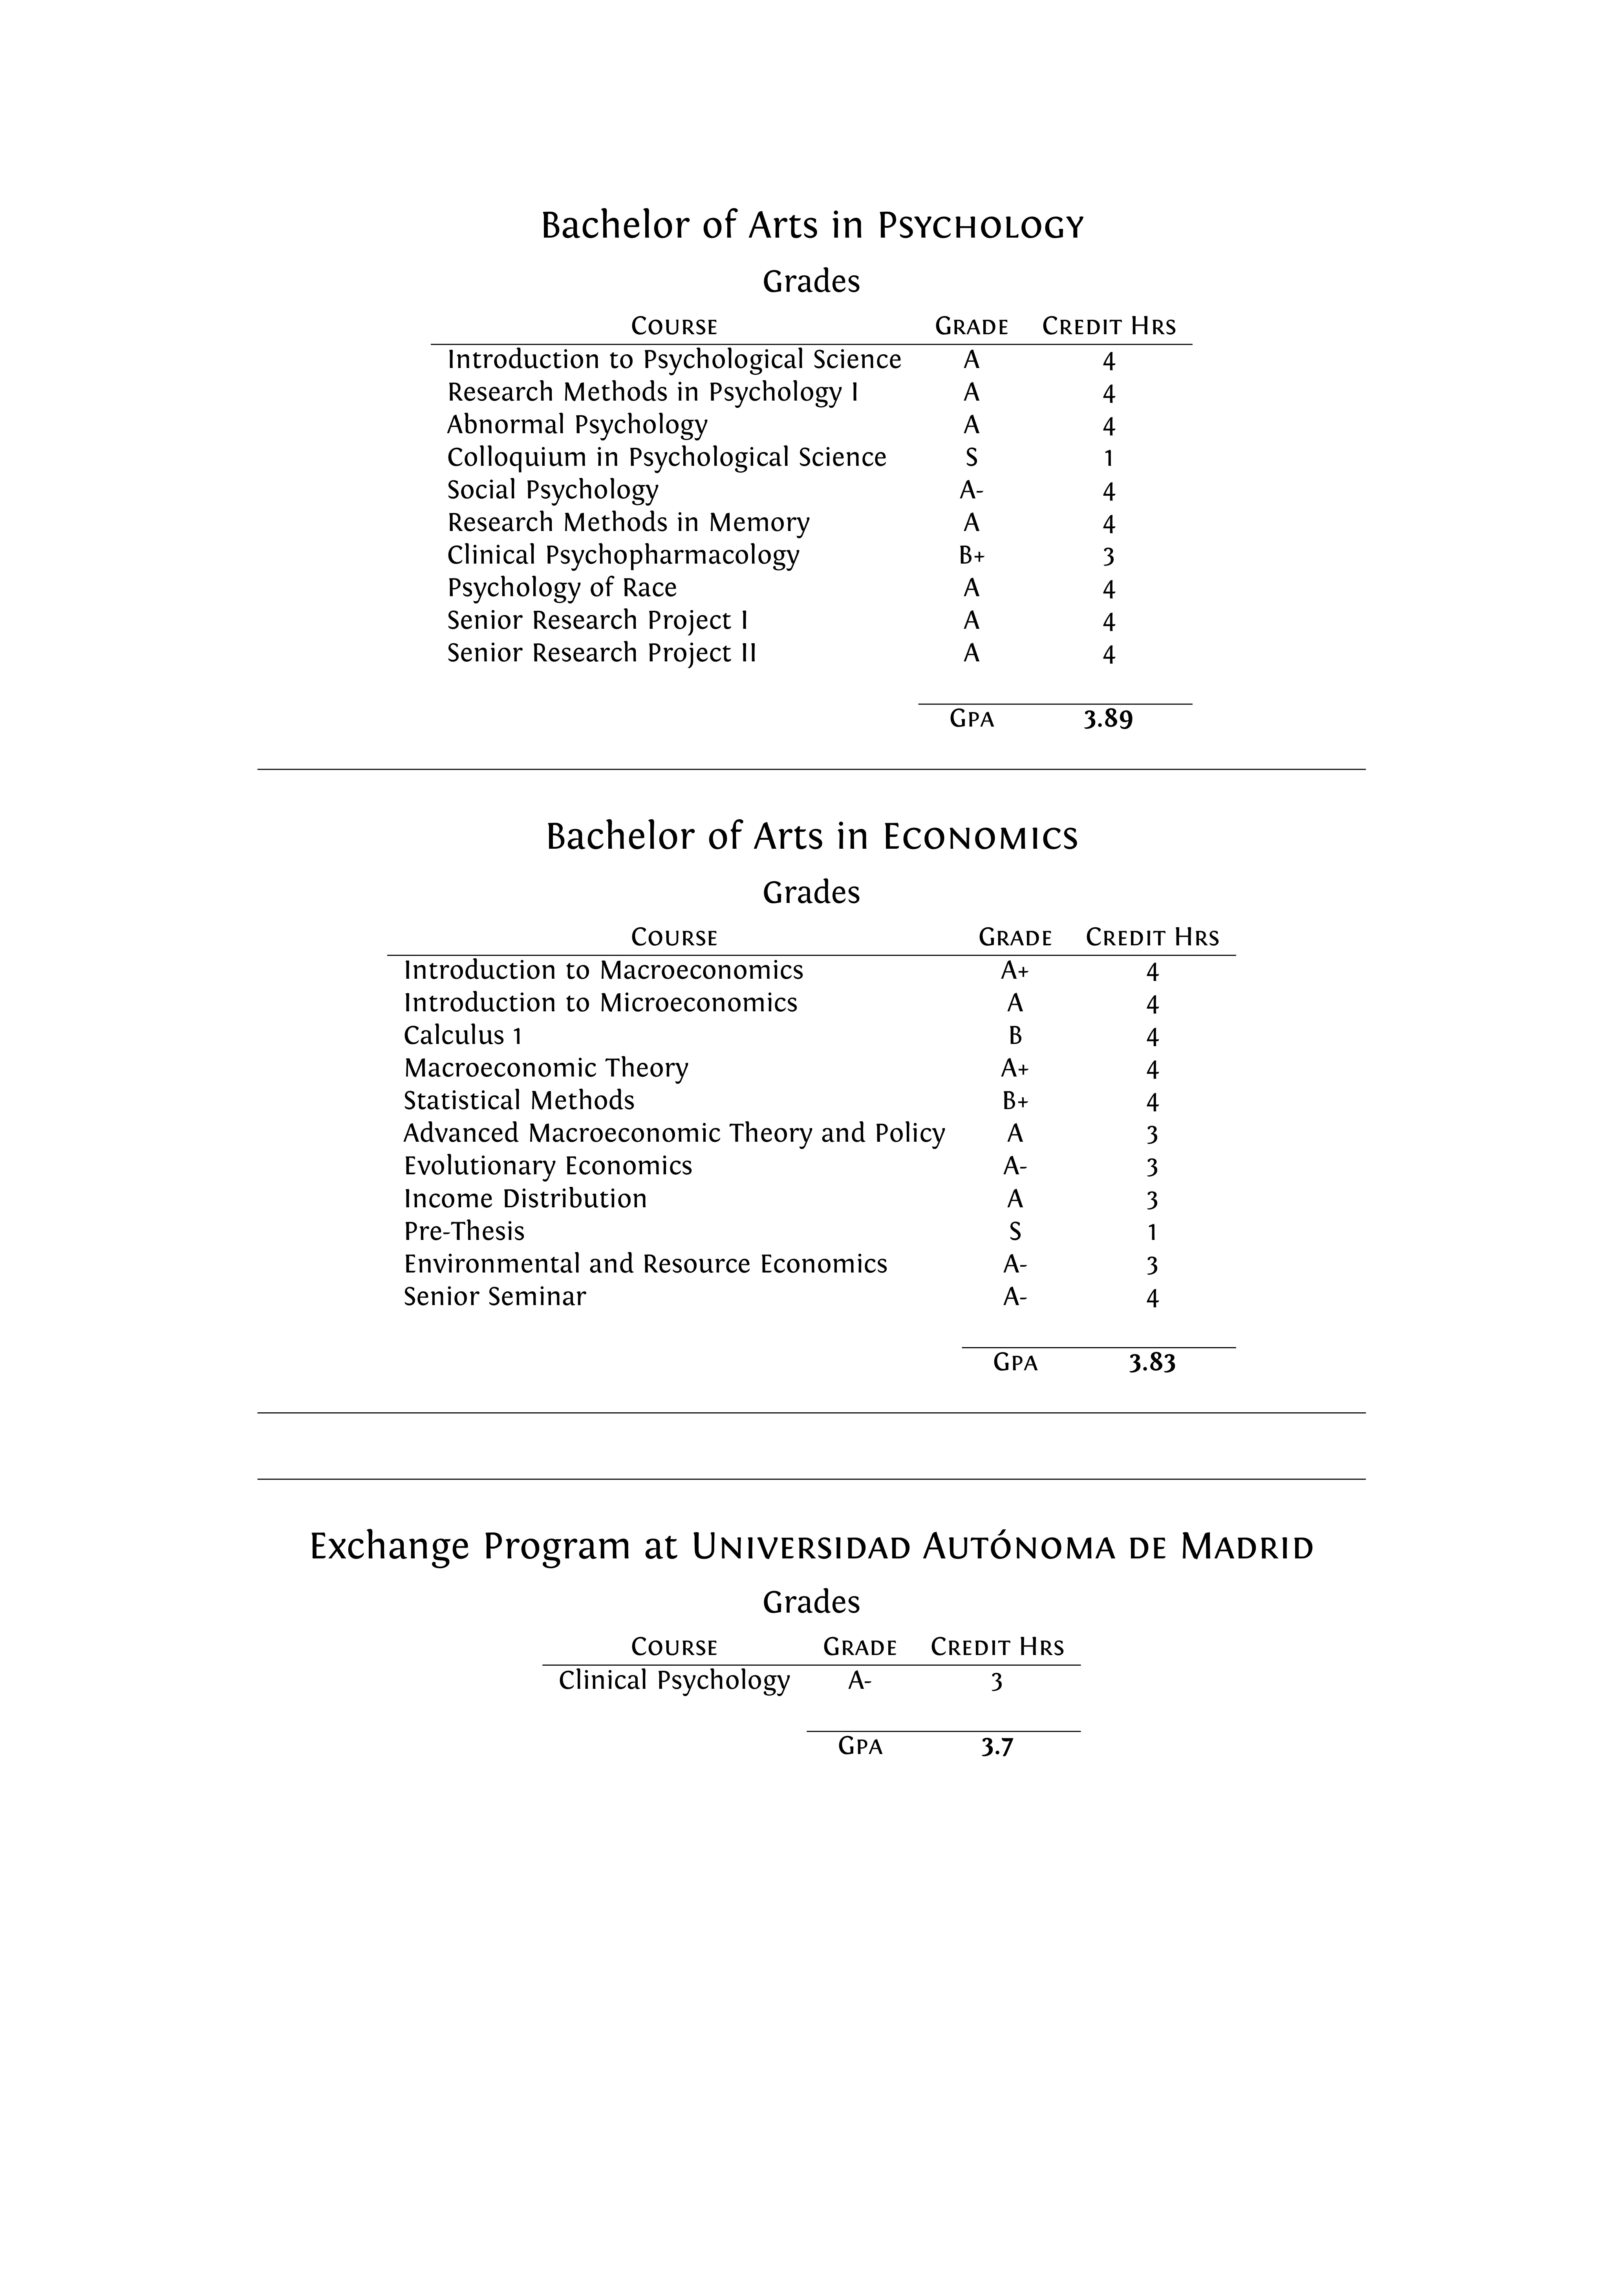 Bachelor of Arts in Psychology
Grades
Course Grade Credit Hrs
Introduction to Psychological Science A 4
Research Methods in Psychology I A 4
Abnormal Psychology A 4
Colloquium in Psychological Science S 1
Social Psychology A- 4
Research Methods in Memory A 4
Clinical Psychopharmacology B+ 3
Psychology of Race A 4
Senior Research Project I A 4
Senior Research Project II A 4
Gpa 3.89
Bachelor of Arts in Economics
Grades
Course Grade Credit Hrs
Introduction to Macroeconomics A+ 4
Introduction to Microeconomics A 4
Calculus 1 B 4
Macroeconomic Theory A+ 4
Statistical Methods B+ 4
Advanced Macroeconomic Theory and Policy A 3
Evolutionary Economics A- 3
Income Distribution A 3
Pre-Thesis S 1
Environmental and Resource Economics A- 3
Senior Seminar A- 4
Gpa 3.83
Exchange Program at Universidad Autónoma de Madrid
Grades
Course Grade Credit Hrs
Clinical Psychology A- 3
Gpa 3.7